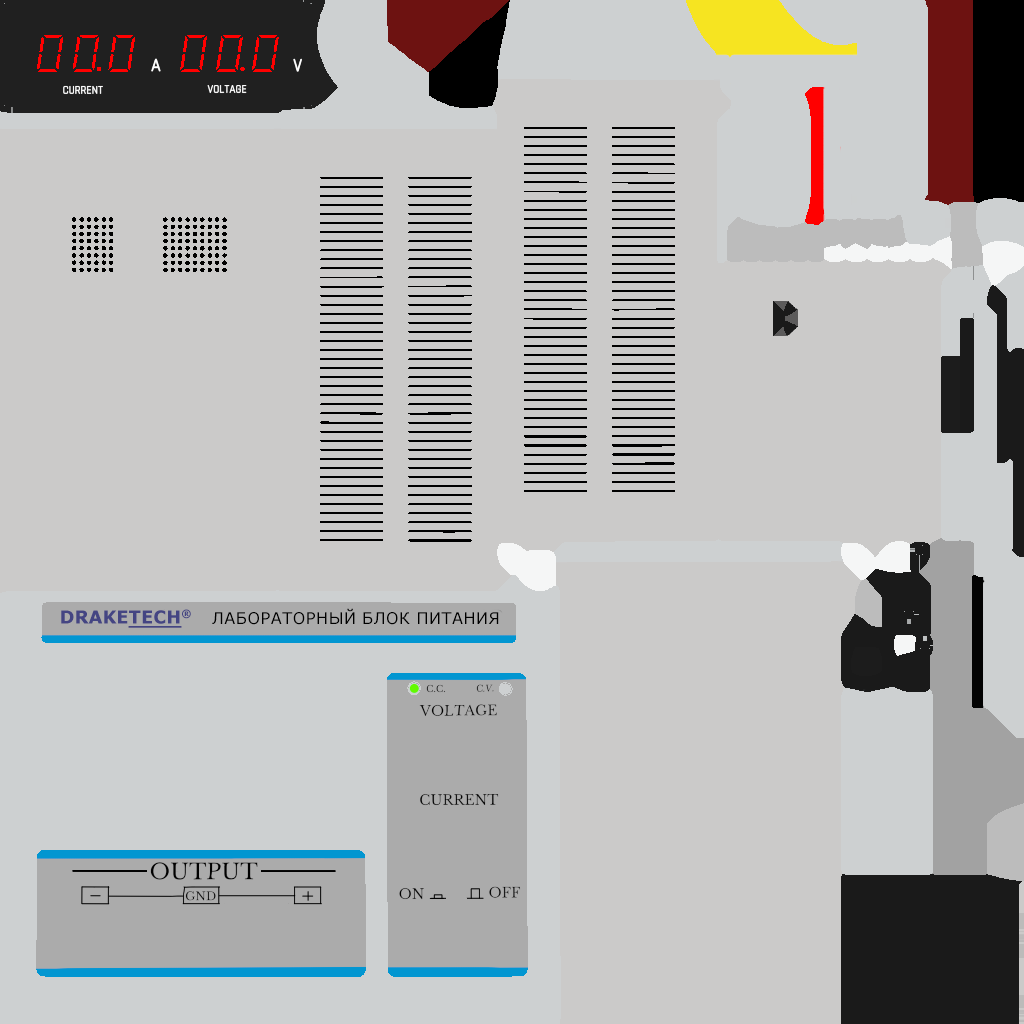 00.0 A 00.0 V
CURRENT VOLTAGE
DRAKETECH® ЛАБОРАТОРНЫЙ БЛОК ПИТАНИЯ
C.C. C.V.
VOLTAGE
CURRENT
ON OFF
OUTPUT
− GND +